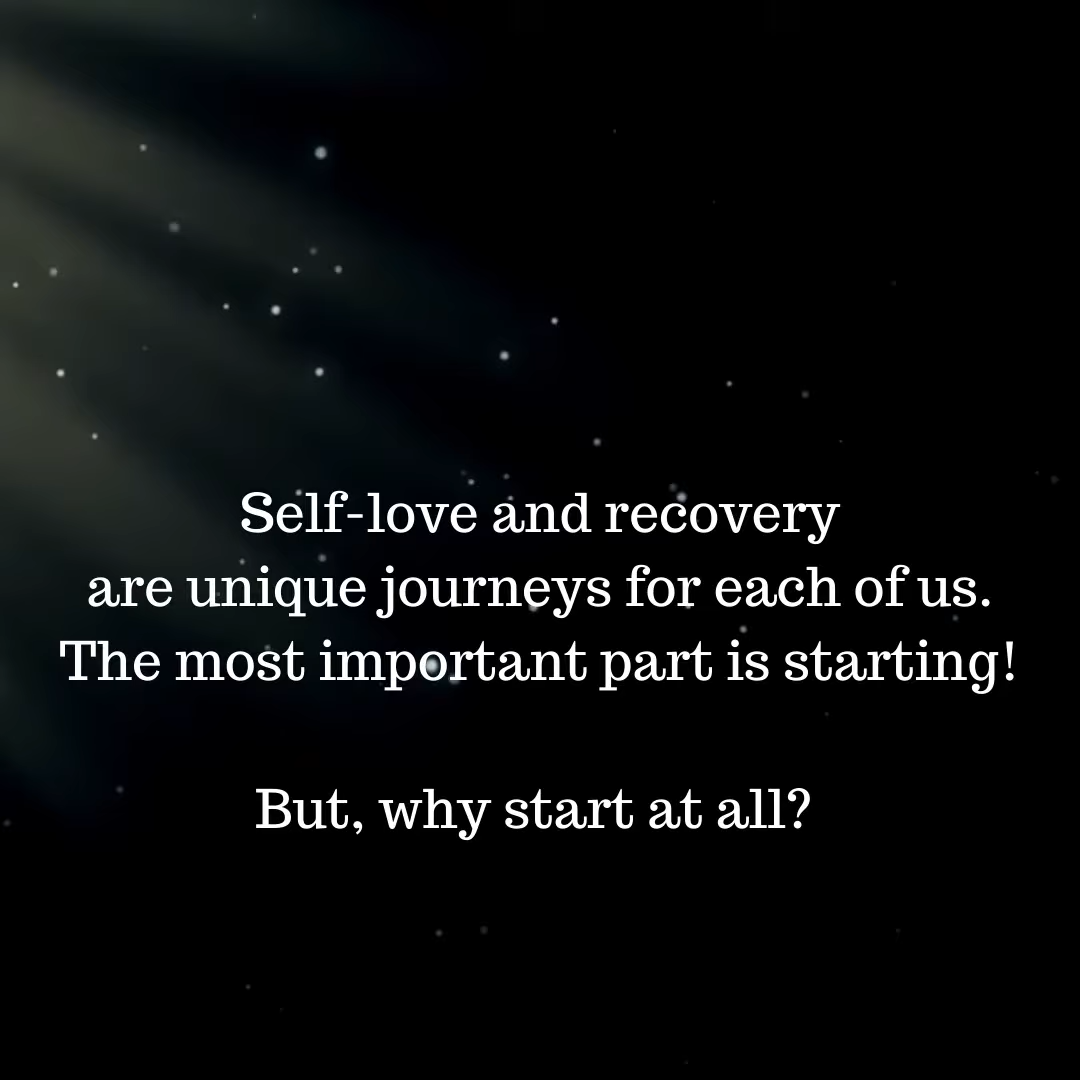 Self-love and recovery
are unique journeys for each of us.
The most important part is starting!
But, why start at all?